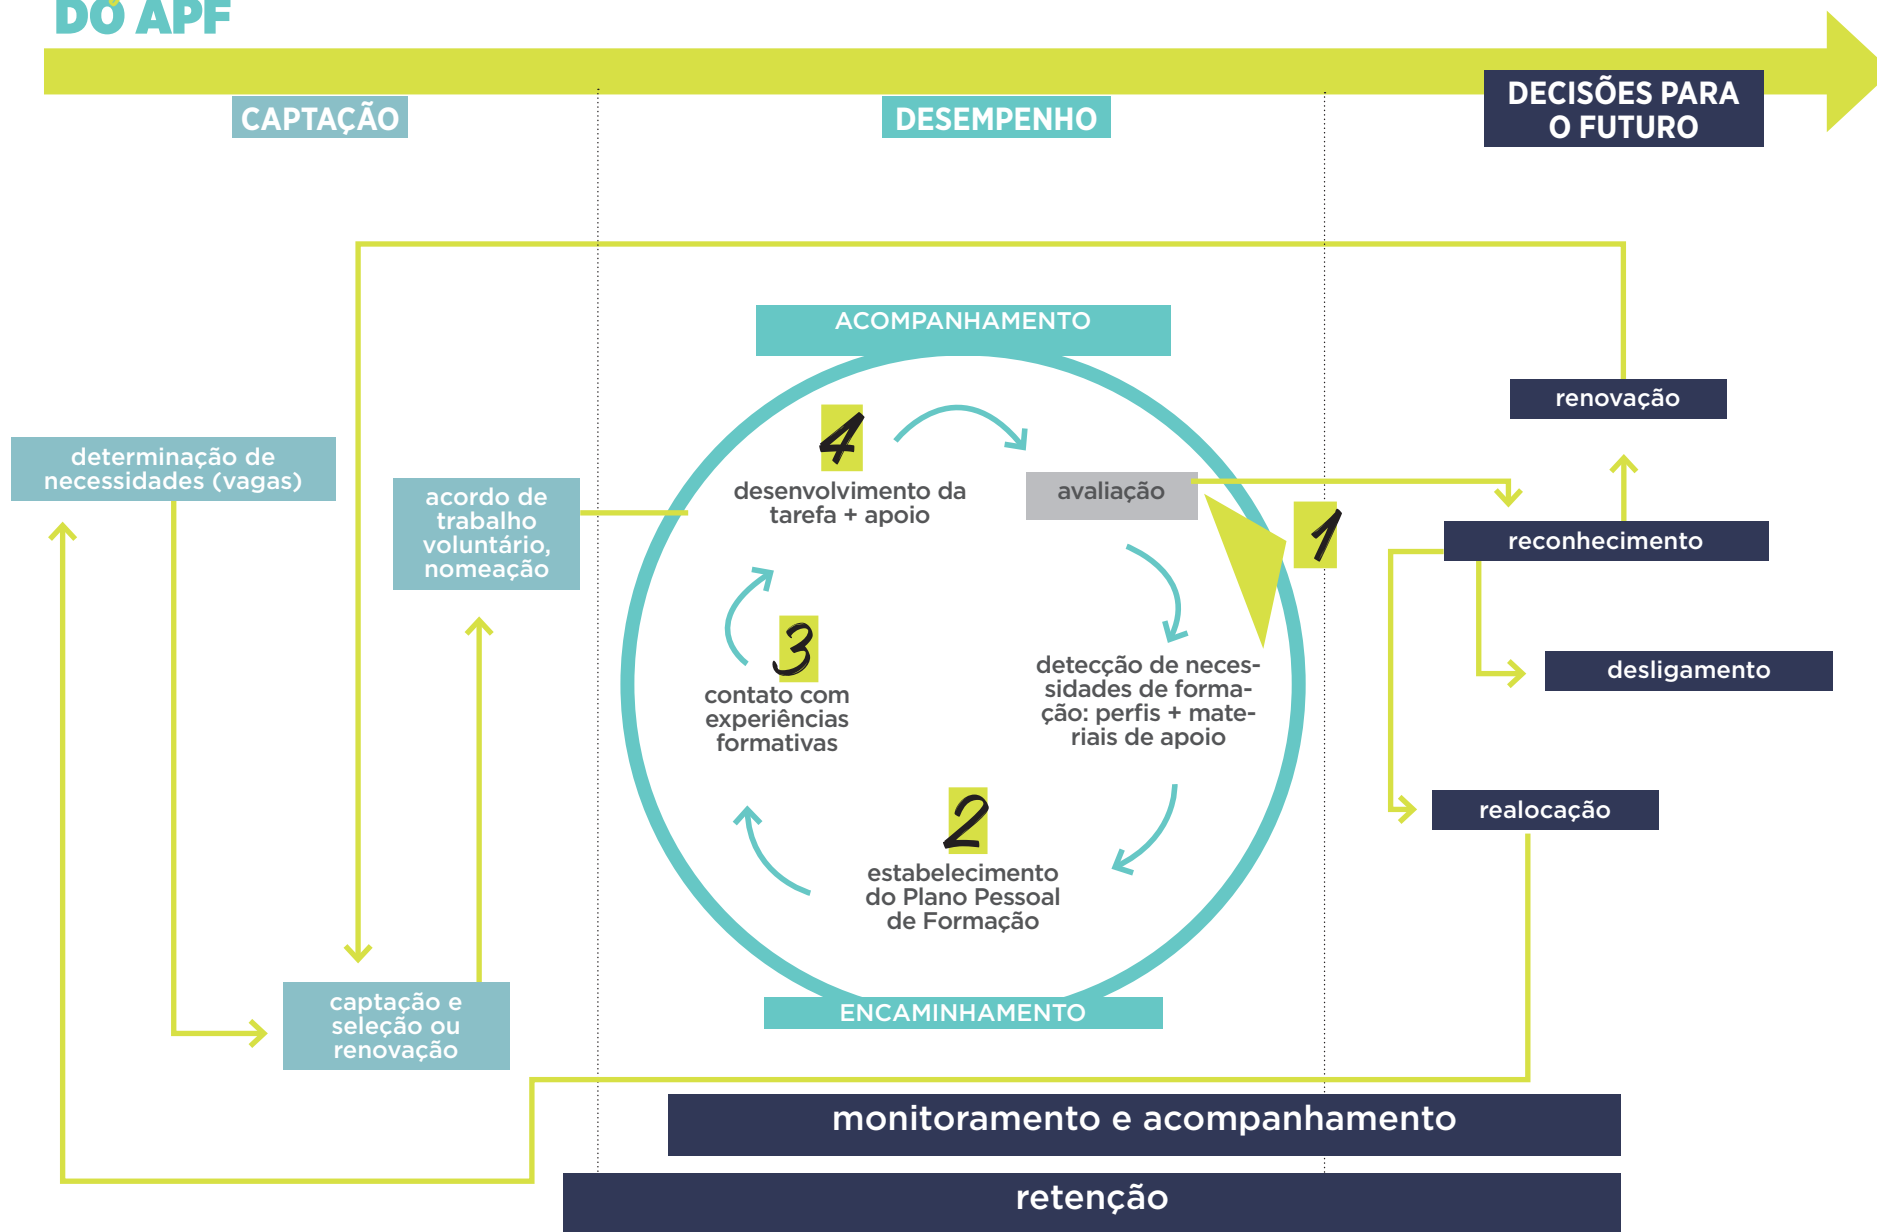 DO APF
CAPTAÇÃO
DESEMPENHO
DECISÕES PARA
O FUTURO
ACOMPANHAMENTO
renovação
4
determinação de
necessidades (vagas)
acordo de
trabalho
voluntário,
nomeação
desenvolvimento da
tarefa + apoio
avaliação
1
reconhecimento
3
contato com
experiências
formativas
detecção de neces-
sidades de forma-
ção: perfis + mate-
riais de apoio
desligamento
2
estabelecimento
do Plano Pessoal
de Formação
realocação
captação e
seleção ou
renovação
ENCAMINHAMENTO
monitoramento e acompanhamento
retenção